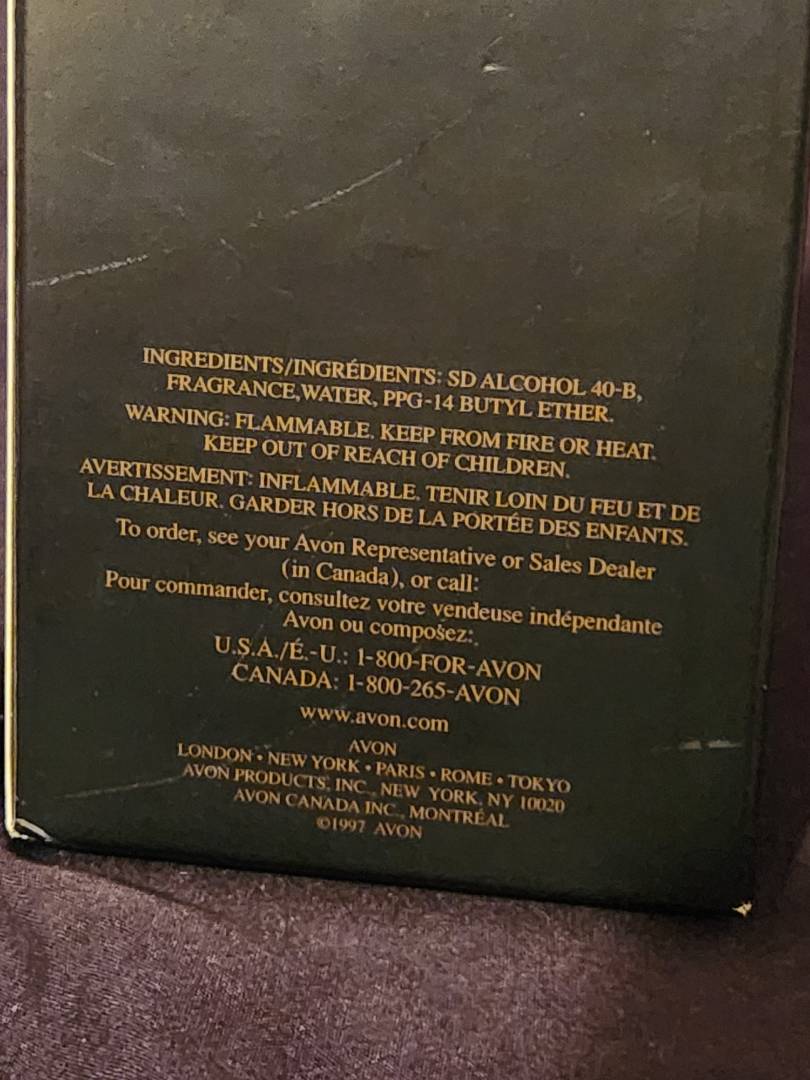 INGREDIENTS/INGRÉDIENTS: SD ALCOHOL 40-B,
FRAGRANCE, WATER, PPG-14 BUTYL ETHER.
WARNING: FLAMMABLE. KEEP FROM FIRE OR HEAT.
KEEP OUT OF REACH OF CHILDREN.
AVERTISSEMENT: INFLAMMABLE. TENIR LOIN DU FEU ET DE
LA CHALEUR. GARDER HORS DE LA PORTÉE DES ENFANTS.
To order, see your Avon Representative or Sales Dealer
(in Canada), or call:
Pour commander, consultez votre vendeuse indépendante
Avon ou composez:
U.S.A./É.-U.: 1-800-FOR-AVON
CANADA: 1-800-265-AVON
www.avon.com
AVON
LONDON • NEW YORK • PARIS • ROME • TOKYO
AVON PRODUCTS, INC., NEW YORK, NY 10020
AVON CANADA INC., MONTRÉAL
©1997 AVON